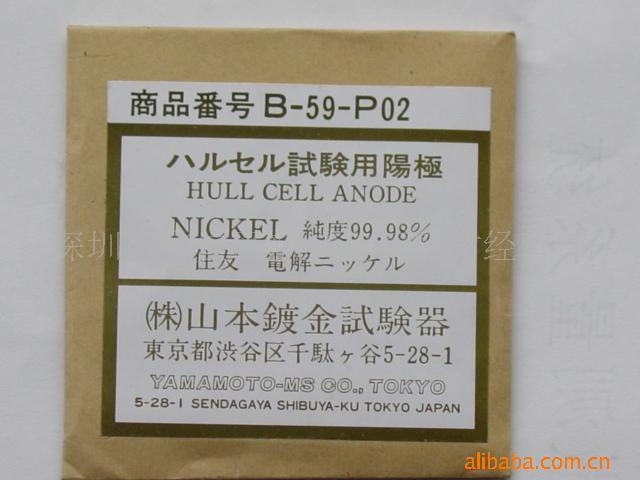 商品番号 B-59-P02
ハルセル試験用陽極
HULL CELL ANODE
NICKEL 純度99.98%
住友 電解ニッケル
㈱山本鍍金試験器
東京都渋谷区千駄ヶ谷5-28-1
YAMAMOTO-MS CO., TOKYO
5-28-1 SENDAGAYA SHIBUYA-KU TOKYO JAPAN
深圳
经
alibaba.com.cn